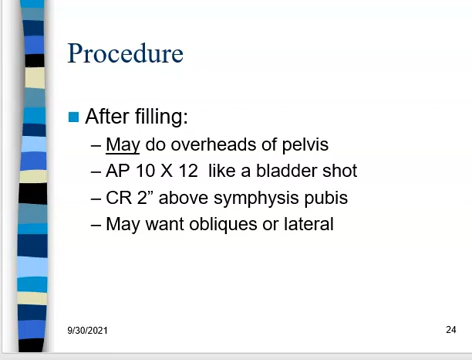 Procedure
After filling:
– May do overheads of pelvis
– AP 10 X 12 like a bladder shot
– CR 2” above symphysis pubis
– May want obliques or lateral
9/30/2021
24